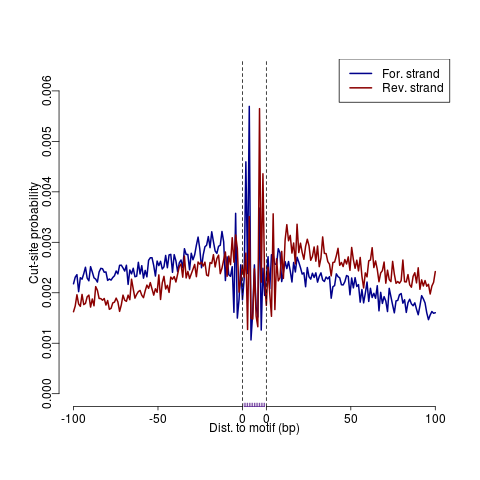 For. strand
Rev. strand
Cut-site probability
0.006
0.005
0.004
0.003
0.002
0.001
0.000
-100 -50 0 0 50 100
Dist. to motif (bp)